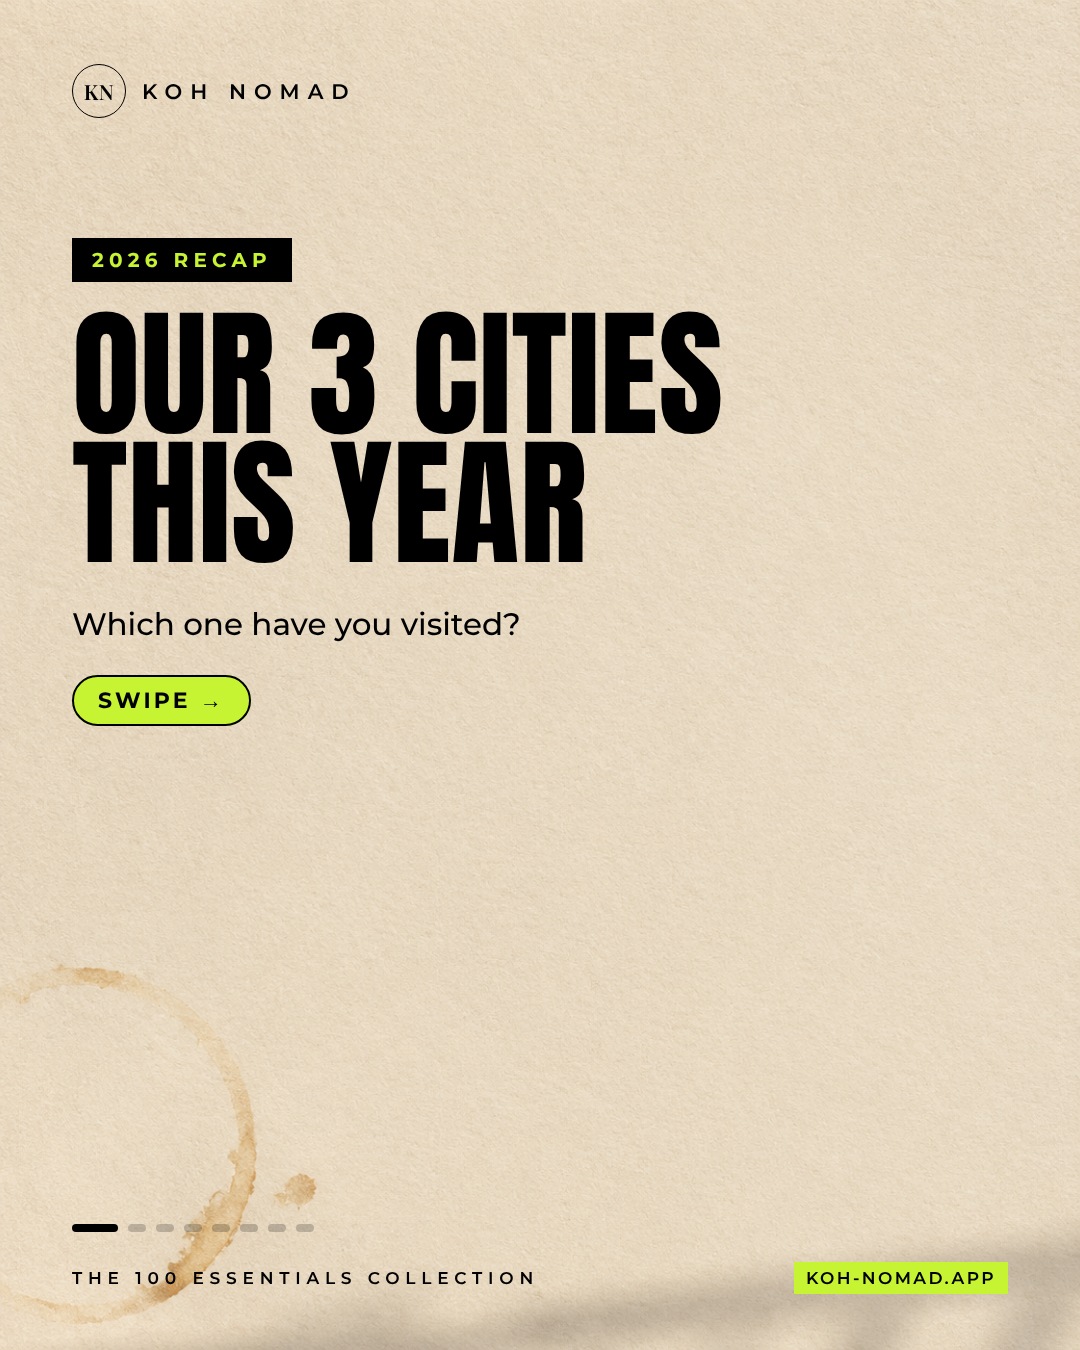 KN KOH NOMAD
2026 RECAP
OUR 3 CITIES
THIS YEAR
Which one have you visited?
SWIPE →
THE 100 ESSENTIALS COLLECTION
KOH-NOMAD.APP